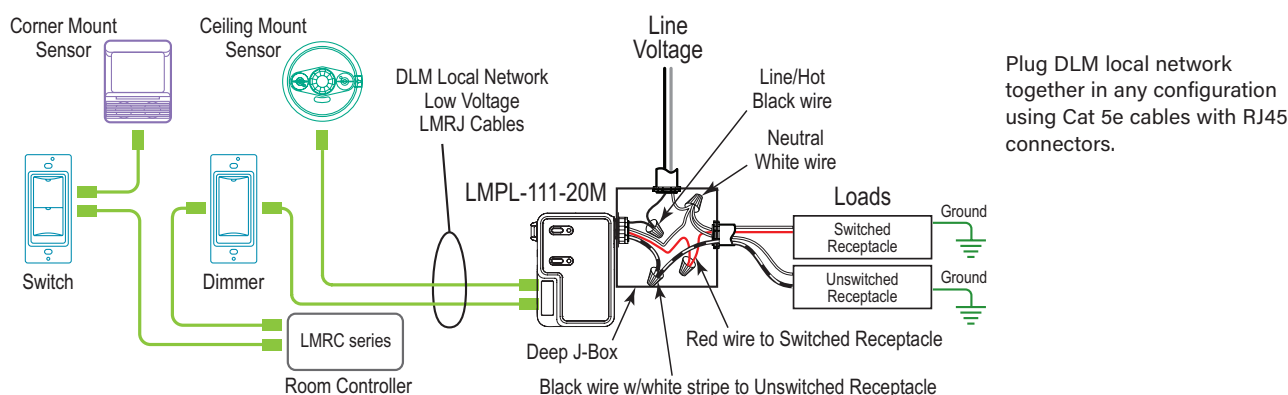 Corner Mount
Sensor
Ceiling Mount
Sensor
DLM Local Network
Low Voltage
LMRJ Cables
Line
Voltage
Line/Hot
Black wire
Neutral
White wire
Plug DLM local network
together in any configuration
using Cat 5e cables with RJ45
connectors.
LMPL-111-20M
Loads
Switched
Receptacle
Ground
Unswitched
Receptacle
Ground
Switch
Dimmer
LMRC series
Room Controller
Deep J-Box
Red wire to Switched Receptacle
Black wire w/white stripe to Unswitched Receptacle